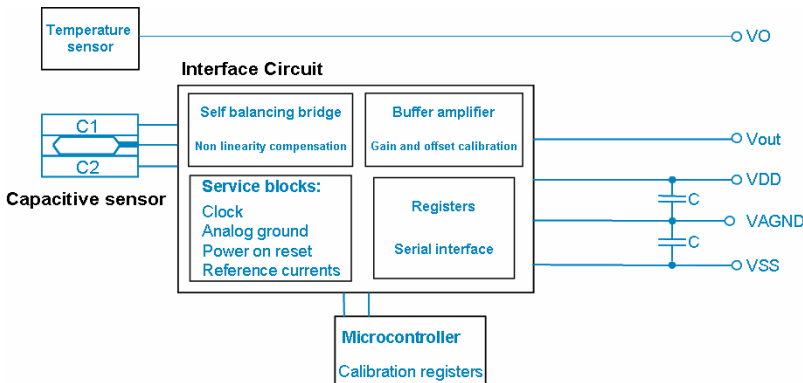 Temperature
sensor
VO
Interface Circuit
Self balancing bridge
Non linearity compensation
Buffer amplifier
Gain and offset calibration
C1
C2
Capacitive sensor
Vout
Service blocks:
Clock
Analog ground
Power on reset
Reference currents
Registers
Serial interface
VDD
C
VAGND
C
VSS
Microcontroller
Calibration registers